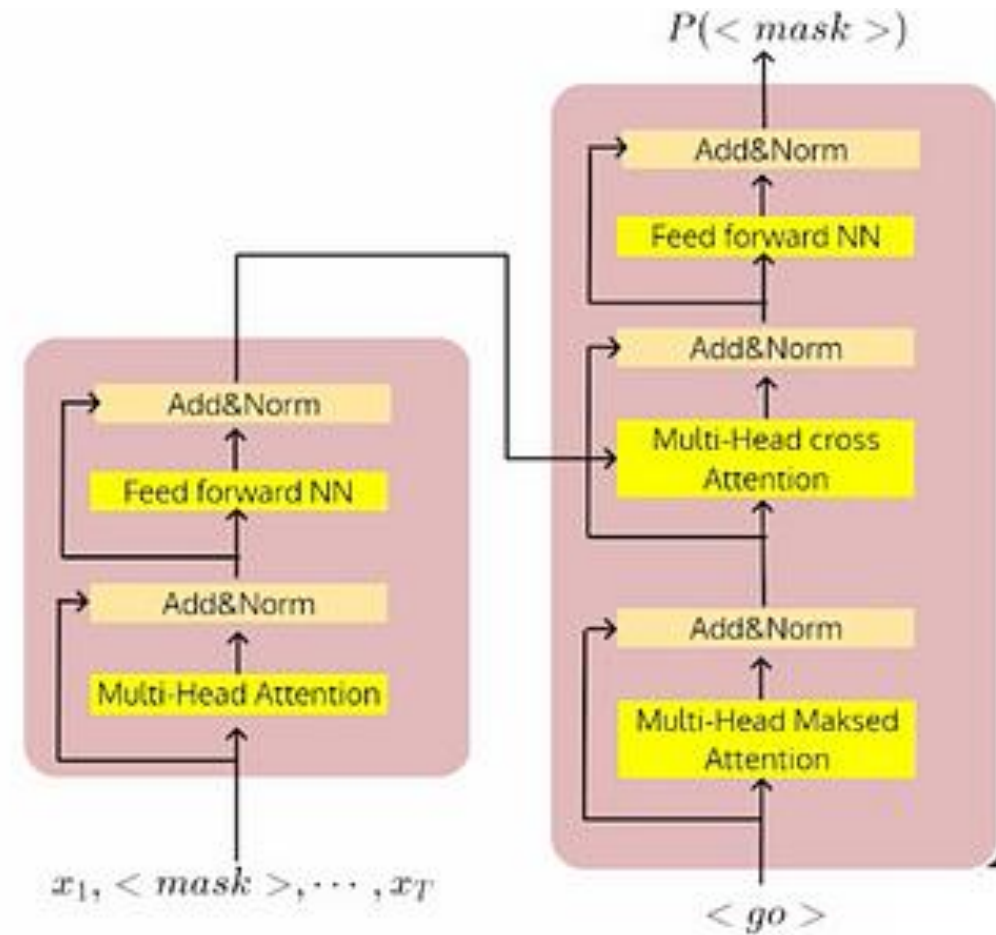 P(< mask >)
Add&Norm
Feed forward NN
Add&Norm
Multi-Head cross
Attention
Add&Norm
Multi-Head Maksed
Attention
< go >
Add&Norm
Feed forward NN
Add&Norm
Multi-Head Attention
x₁, < mask >, ⋯ , x_T